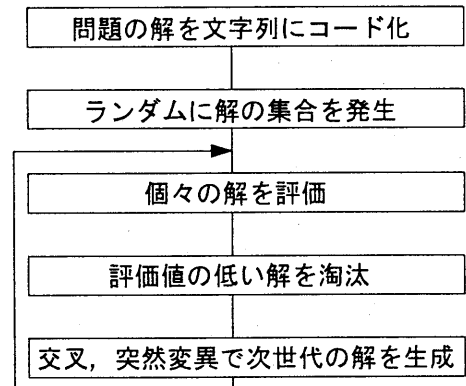 問題の解を文字列にコード化
ランダムに解の集合を発生
個々の解を評価
評価値の低い解を淘汰
交叉，突然変異で次世代の解を生成